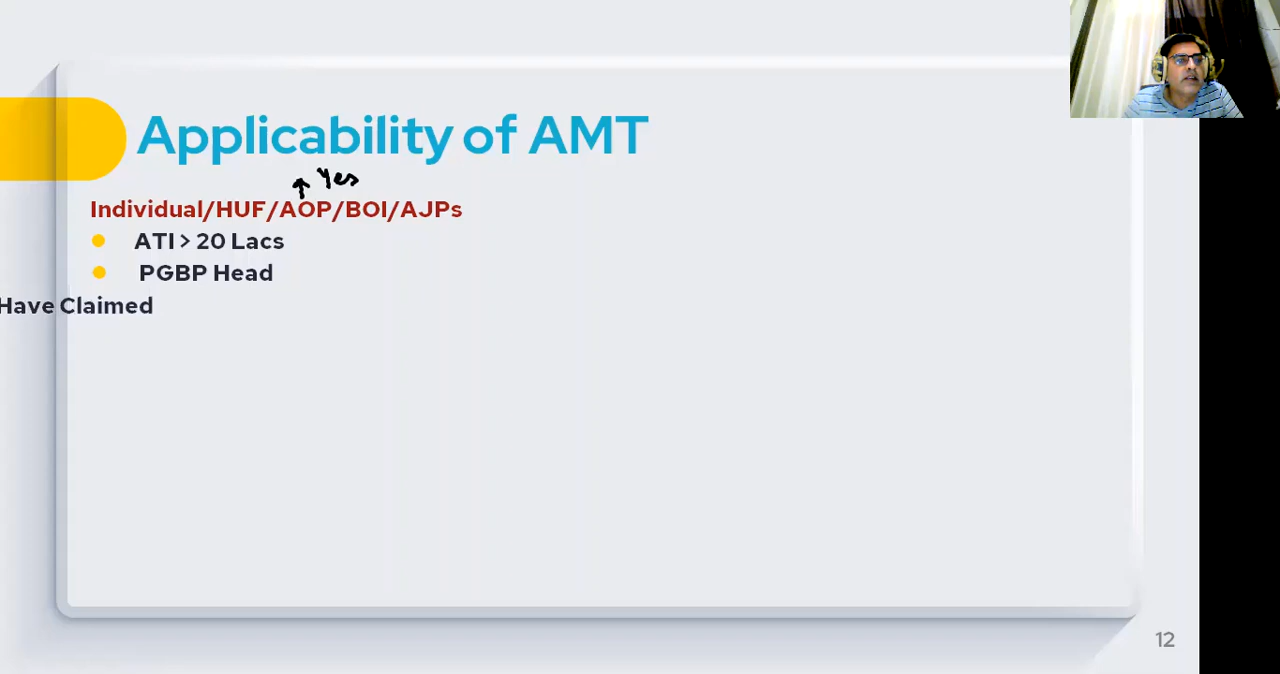 Applicability of AMT
Yes
Individual/HUF/AOP/BOI/AJPs
ATI > 20 Lacs
PGBP Head
Have Claimed
12